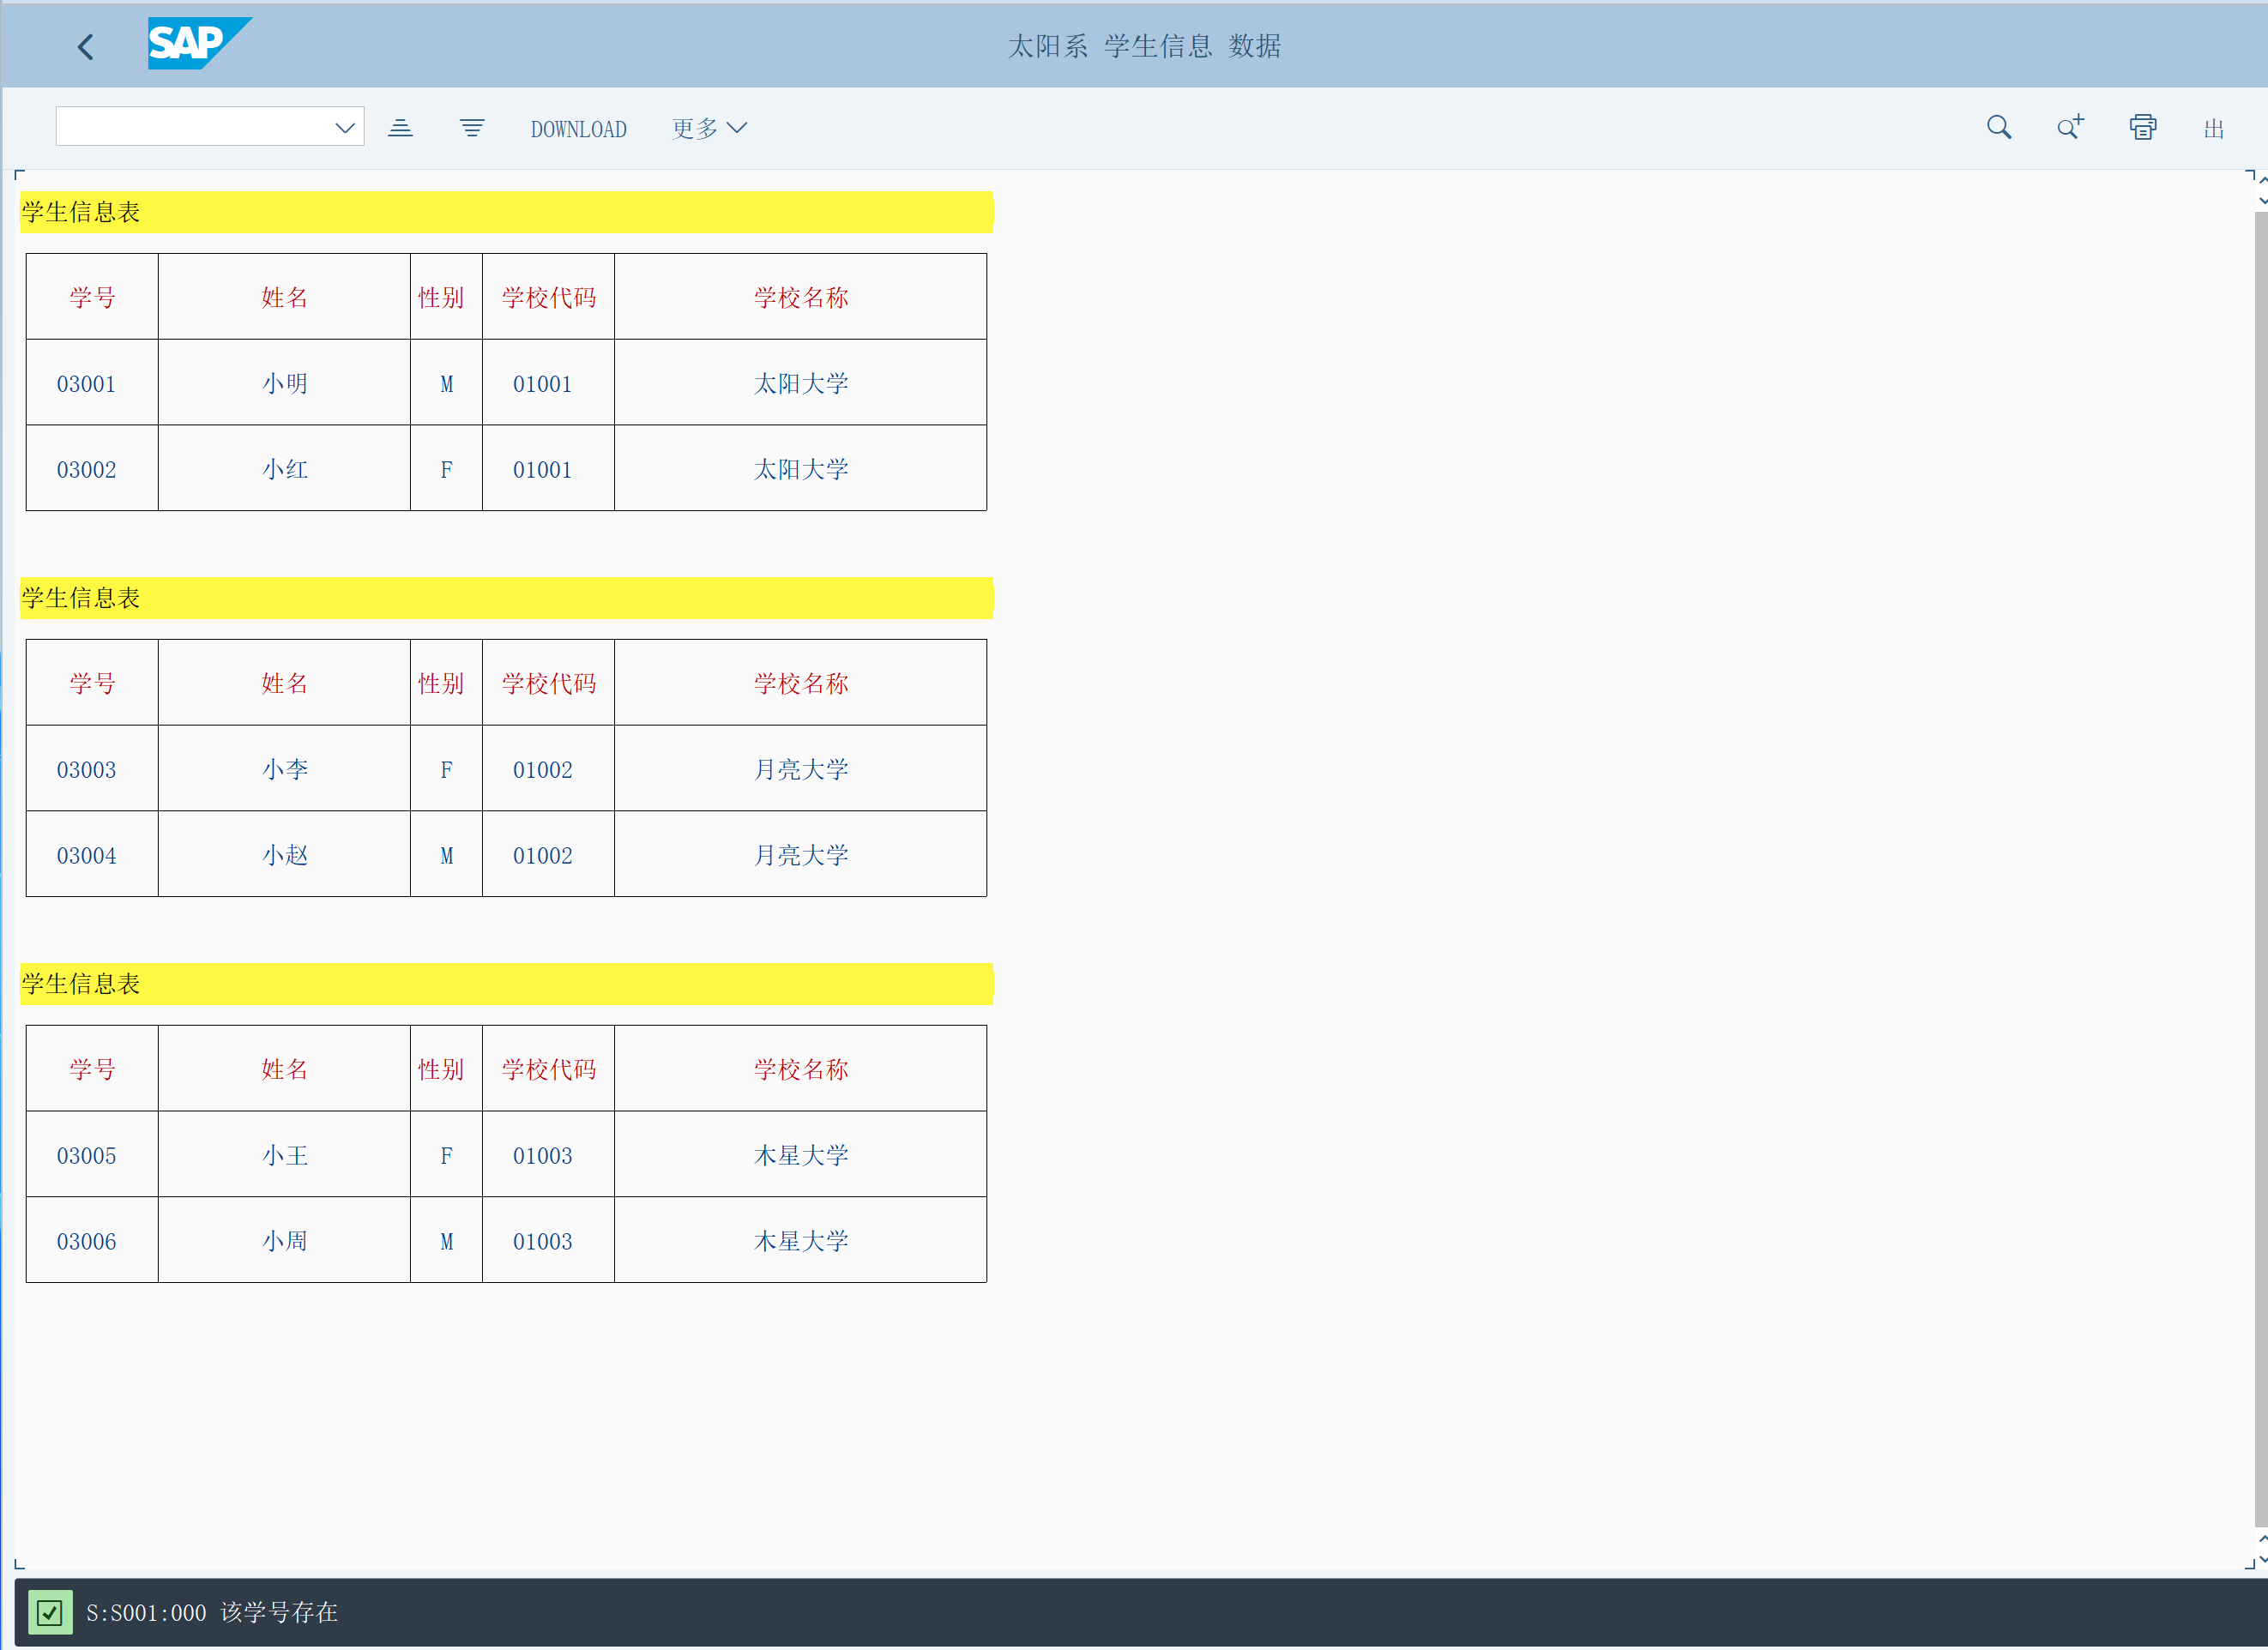 SAP
太阳系 学生信息 数据
DOWNLOAD 更多 出
学生信息表
学号 姓名 性别 学校代码 学校名称
03001 小明 M 01001 太阳大学
03002 小红 F 01001 太阳大学
学生信息表
学号 姓名 性别 学校代码 学校名称
03003 小李 F 01002 月亮大学
03004 小赵 M 01002 月亮大学
学生信息表
学号 姓名 性别 学校代码 学校名称
03005 小王 F 01003 木星大学
03006 小周 M 01003 木星大学
S:S001:000 该学号存在